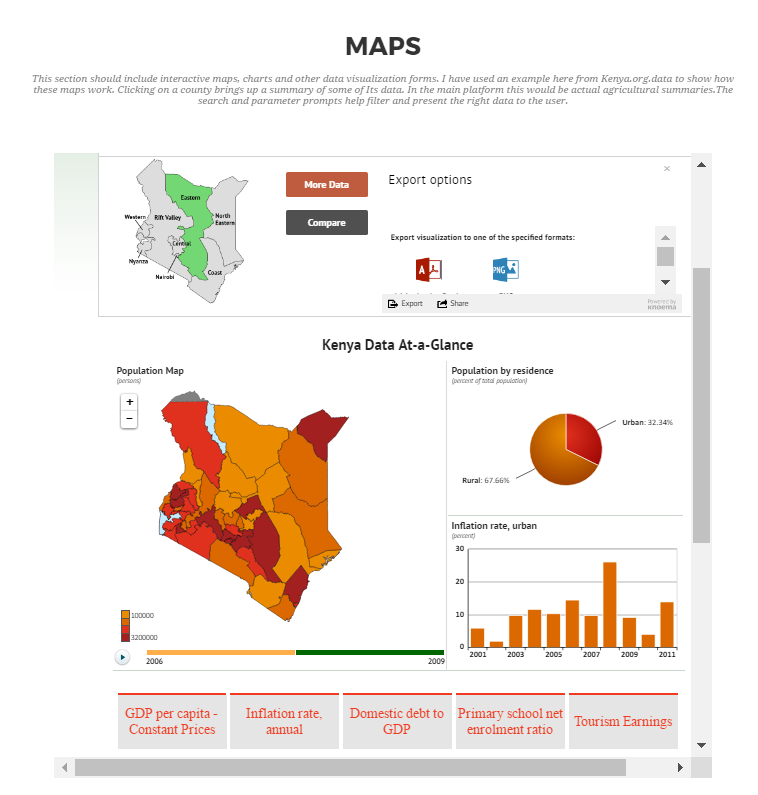 MAPS
This section should include interactive maps, charts and other data visualization forms. I have used an example here from Kenya.org.data to show how
these maps work. Clicking on a county brings up a summary of some of Its data. In the main platform this would be actual agricultural summaries.The
search and parameter prompts help filter and present the right data to the user.
Eastern
Western
Rift Valley
North
Eastern
Central
Nyanza
Nairobi
Coast
More Data
Compare
Export options
×
Export visualization to one of the specified formats:
PNG
Export
Share
Powered by
knoema
Kenya Data At-a-Glance
Population Map
(persons)
+
−
100000
3200000
2006
2009
Population by residence
(percent of total population)
Urban: 32.34%
Rural: 67.66%
Inflation rate, urban
(percent)
30
20
10
0
2001 2003 2005 2007 2009 2011
GDP per capita -
Constant Prices
Inflation rate,
annual
Domestic debt to
GDP
Primary school net
enrolment ratio
Tourism Earnings